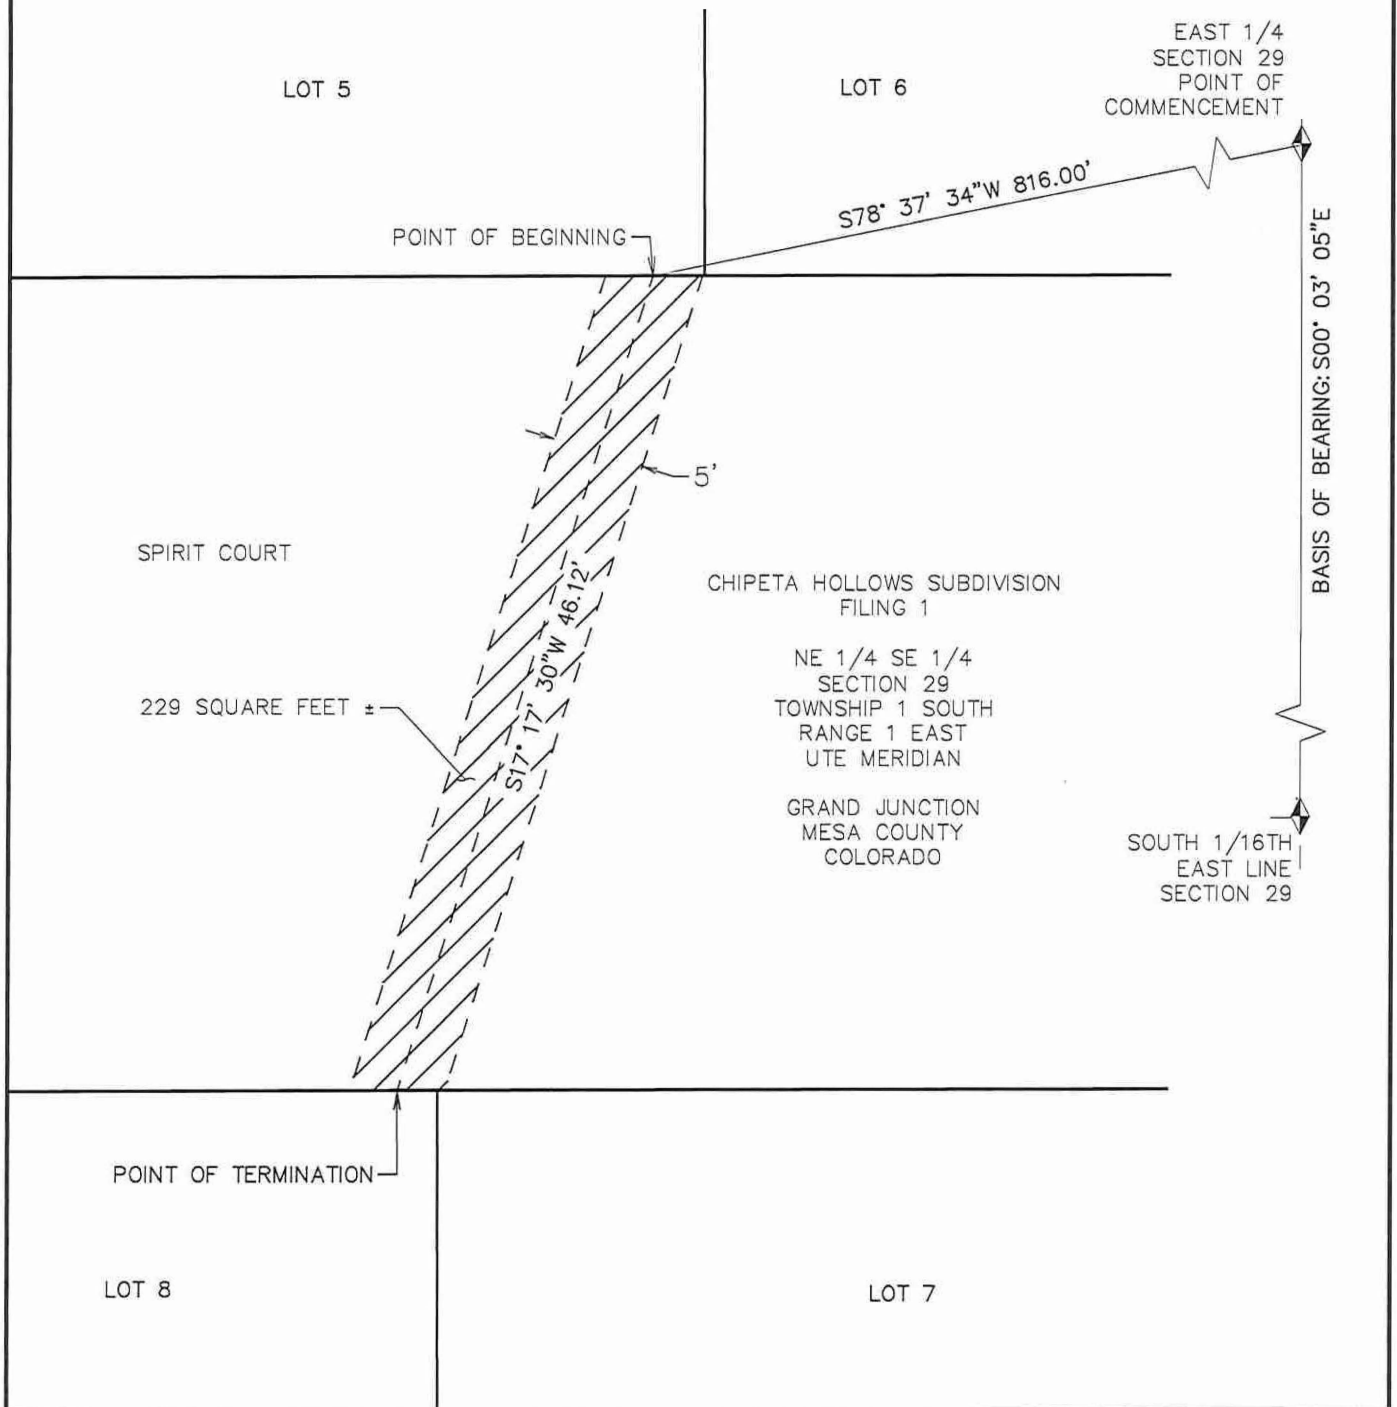 EAST 1/4
SECTION 29
POINT OF
COMMENCEMENT
LOT 5
LOT 6
S78° 37' 34"W 816.00'
POINT OF BEGINNING
BASIS OF BEARING: S00° 03' 05"E
5'
SPIRIT COURT
S17° 17' 30"W 46.12'
CHIPETA HOLLOWS SUBDIVISION
FILING 1
NE 1/4 SE 1/4
SECTION 29
TOWNSHIP 1 SOUTH
RANGE 1 EAST
UTE MERIDIAN
229 SQUARE FEET ±
GRAND JUNCTION
MESA COUNTY
COLORADO
SOUTH 1/16TH
EAST LINE
SECTION 29
POINT OF TERMINATION
LOT 8
LOT 7